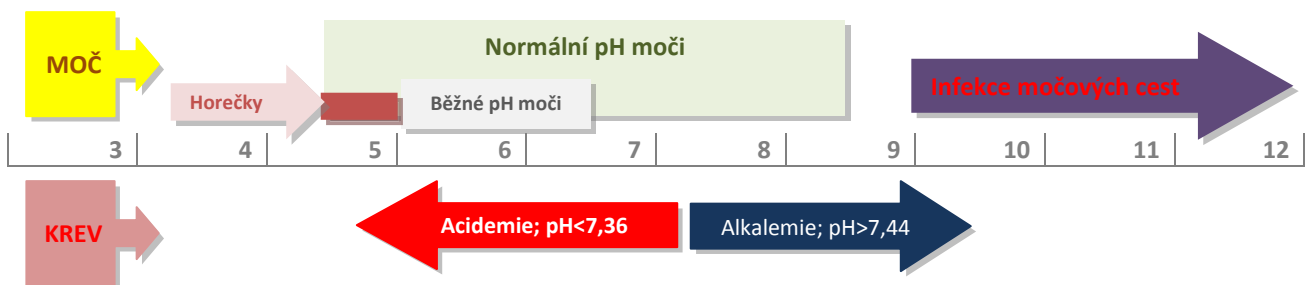 MOČ
Normální pH moči
Horečky
Běžné pH moči
Infekce močových cest
3 4 5 6 7 8 9 10 11 12
KREV
Acidemie; pH<7,36
Alkalemie; pH>7,44